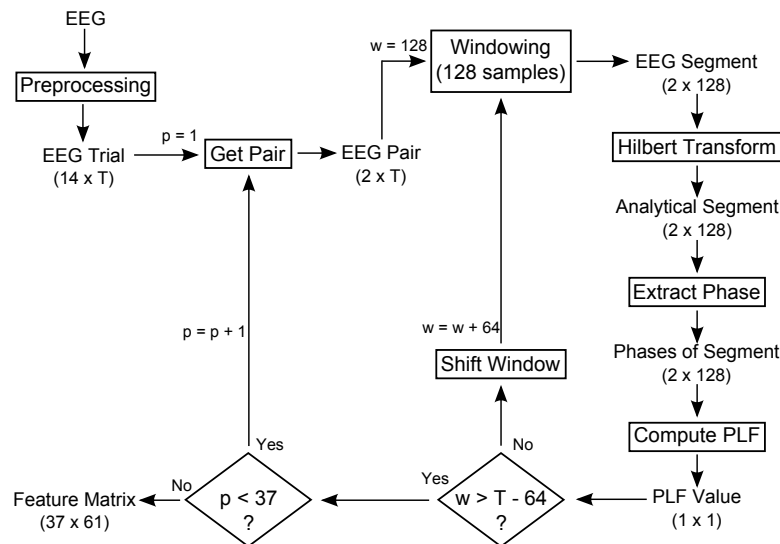 EEG
Preprocessing
EEG Trial
(14 x T)
p = 1
Get Pair
EEG Pair
(2 x T)
w = 128
Windowing
(128 samples)
EEG Segment
(2 x 128)
Hilbert Transform
Analytical Segment
(2 x 128)
Extract Phase
Phases of Segment
(2 x 128)
Compute PLF
PLF Value
(1 x 1)
w > T - 64
?
No
Shift Window
w = w + 64
Yes
p < 37
?
Yes
p = p + 1
No
Feature Matrix
(37 x 61)